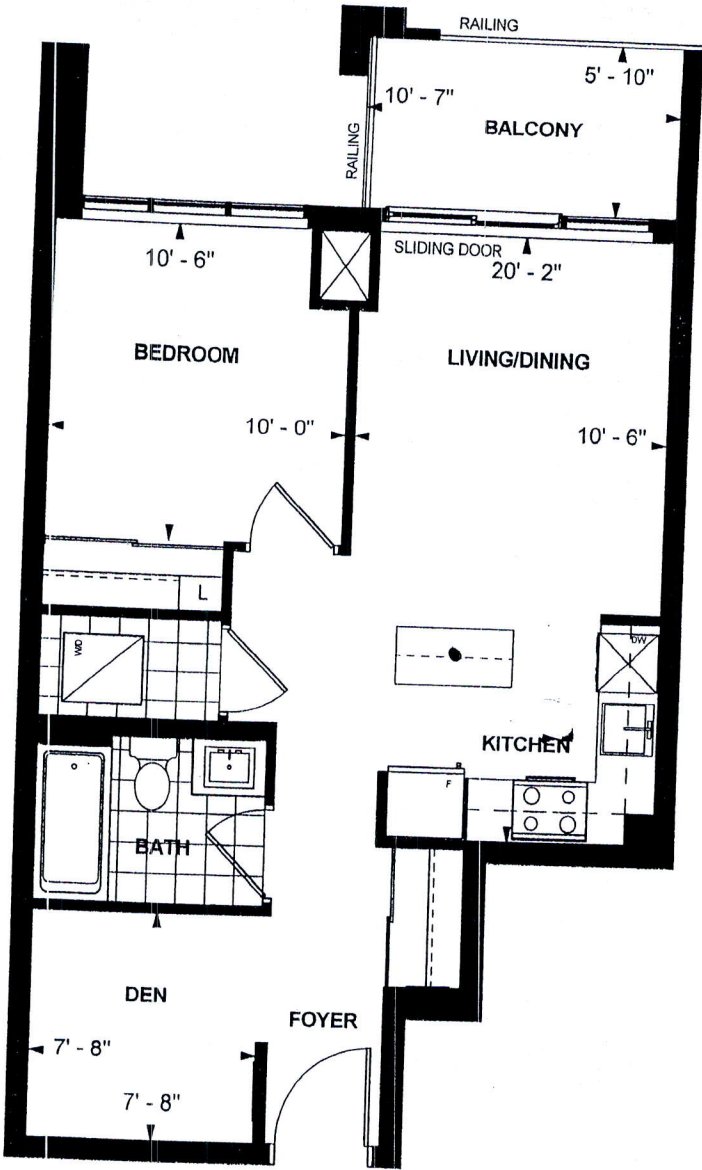 RAILING
5' - 10"
10' - 7"
BALCONY
RAILING
10' - 6"
SLIDING DOOR
20' - 2"
BEDROOM
LIVING/DINING
10' - 0"
10' - 6"
L
W/D
DW
KITCHEN
F
BATH
DEN
FOYER
7' - 8"
7' - 8"